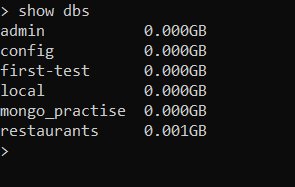 > show dbs
admin          0.000GB
config         0.000GB
first-test     0.000GB
local          0.000GB
mongo_practise  0.000GB
restaurants    0.001GB
>